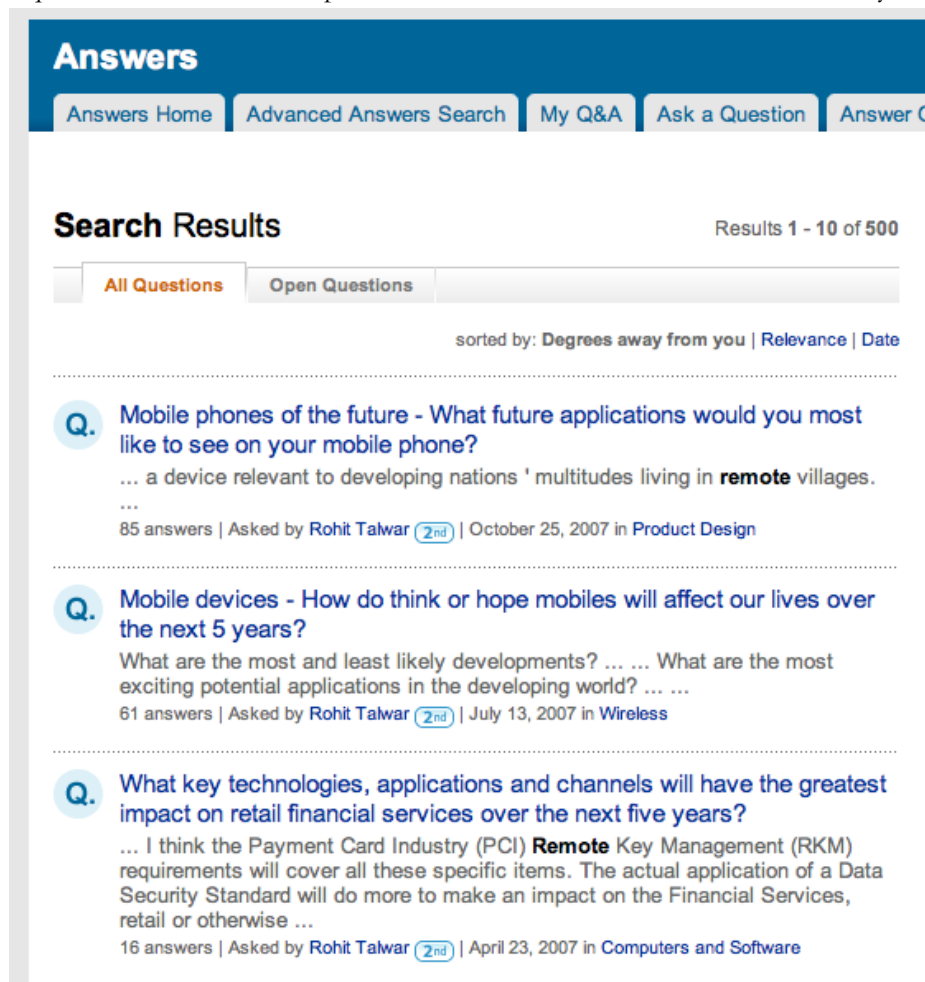 Answers
Answers Home Advanced Answers Search My Q&A Ask a Question Answer
Search Results
Results 1 - 10 of 500
All Questions Open Questions
sorted by: Degrees away from you | Relevance | Date
Q. Mobile phones of the future - What future applications would you most
like to see on your mobile phone?
... a device relevant to developing nations ' multitudes living in remote villages.
...
85 answers | Asked by Rohit Talwar 2nd | October 25, 2007 in Product Design
Q. Mobile devices - How do think or hope mobiles will affect our lives over
the next 5 years?
What are the most and least likely developments? ... ... What are the most
exciting potential applications in the developing world? ... ...
61 answers | Asked by Rohit Talwar 2nd | July 13, 2007 in Wireless
Q. What key technologies, applications and channels will have the greatest
impact on retail financial services over the next five years?
... I think the Payment Card Industry (PCI) Remote Key Management (RKM)
requirements will cover all these specific items. The actual application of a Data
Security Standard will do more to make an impact on the Financial Services,
retail or otherwise ...
16 answers | Asked by Rohit Talwar 2nd | April 23, 2007 in Computers and Software